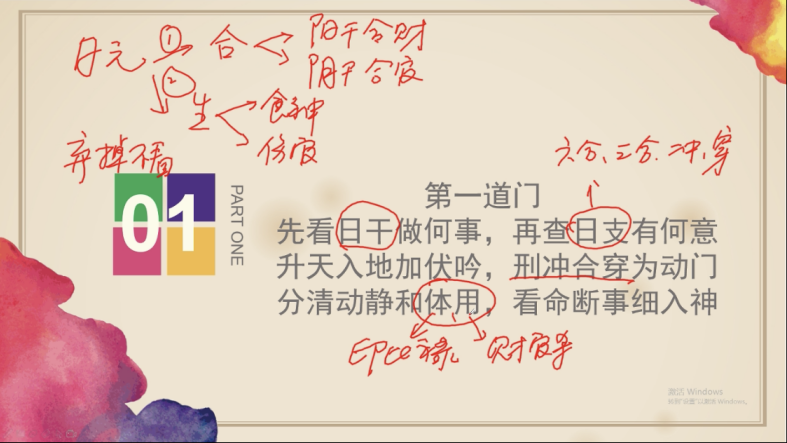 日元 ① 合 阳干合财
阴干合官
② 生 食神
伤官
弃掉不看
六合、三合、冲、穿
01
PART ONE
第一道门
先看日干做何事，再查日支有何意
升天入地加伏吟，刑冲合穿为动门
分清动静和体用，看命断事细入神
印比禄 财官杀
激活 Windows
转到"设置"以激活 Windows。